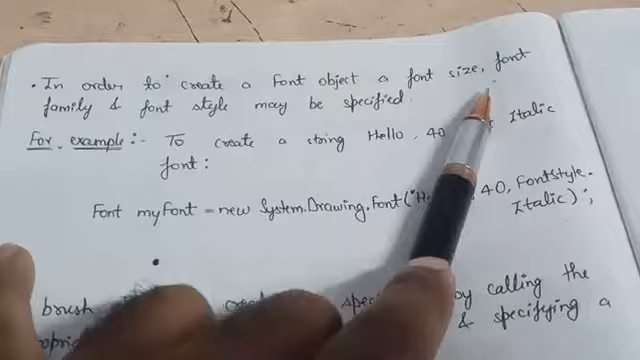 • In order to create a Font object a font size, font
family & font style may be specified.
For example:- To create a string Hello, 40 Italic
font:
Font myFont = new System.Drawing.Font("H 40, FontStyle.
Italic);
brush by calling the
& specifying a